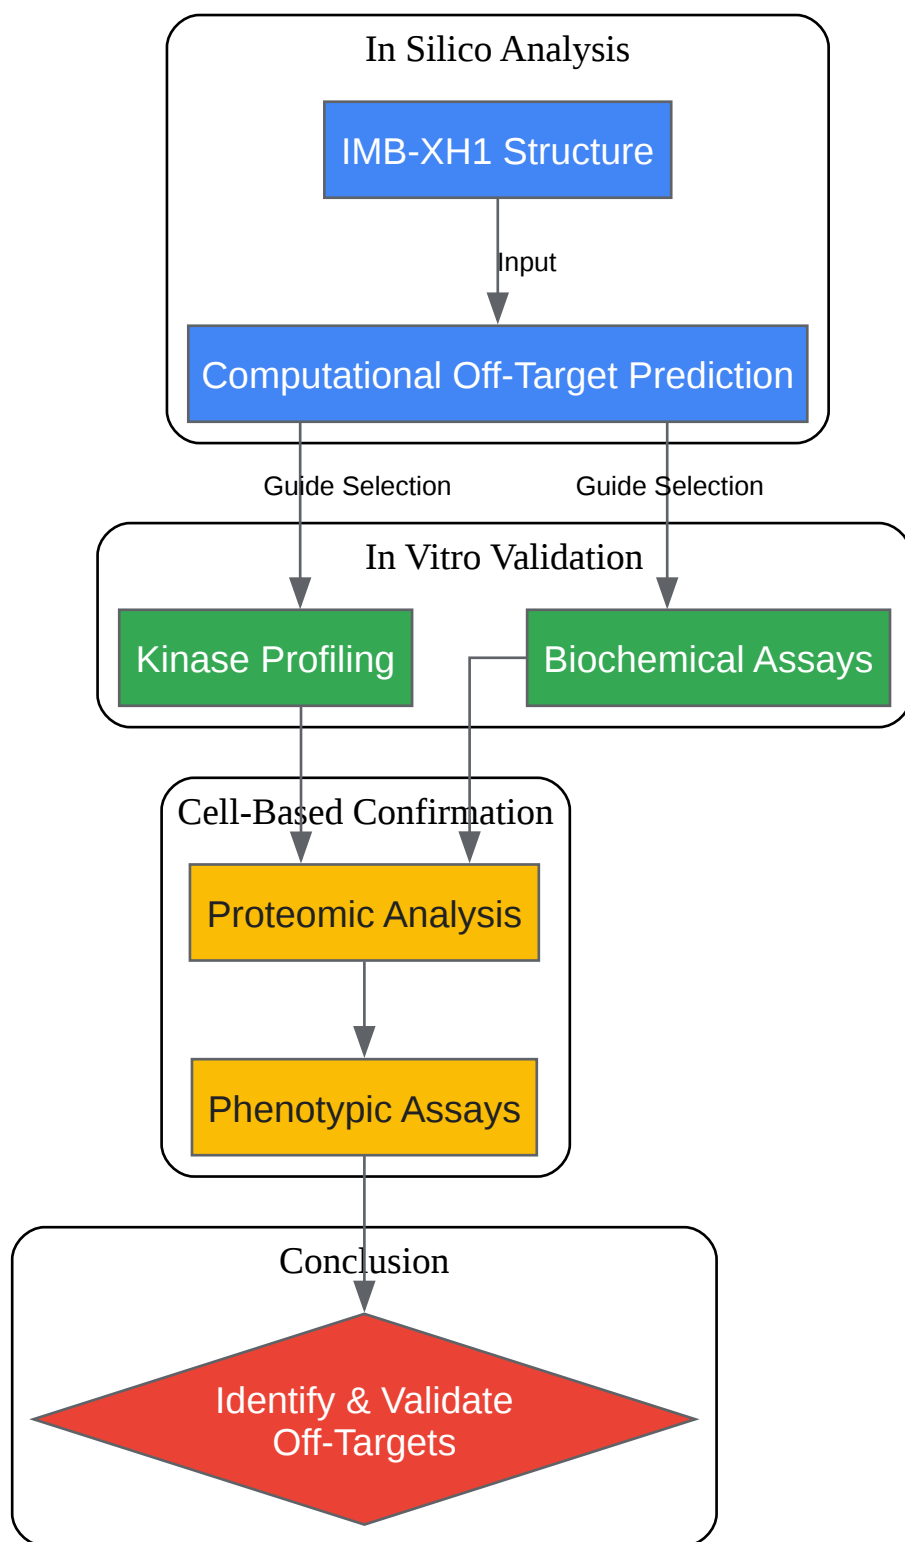 In Silico Analysis
IMB-XH1 Structure
Input
Computational Off-Target Prediction
Guide Selection
Guide Selection
In Vitro Validation
Kinase Profiling
Biochemical Assays
Cell-Based Confirmation
Proteomic Analysis
Phenotypic Assays
Conclusion
Identify & Validate
Off-Targets